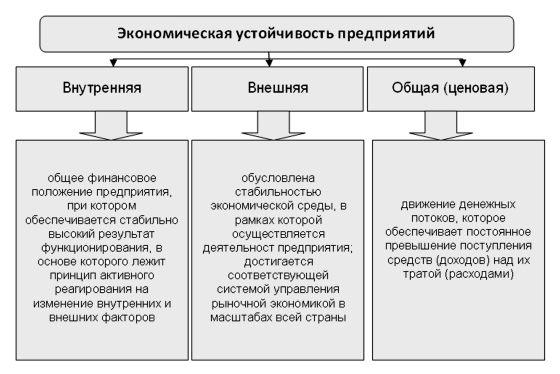 Экономическая устойчивость предприятий
Внутренняя
Внешняя
Общая (ценовая)
общее финансовое
положение предприятия,
при котором
обеспечивается стабильно
высокий результат
функционирования, в
основе которого лежит
принцип активного
реагирования на
изменение внутренних и
внешних факторов
обусловлена
стабильностью
экономической среды, в
рамках которой
осуществляется
деятельност предприятия;
достигается
соответствующей
системой управления
рыночной экономикой в
масштабах всей страны
движение денежных
потоков, которое
обеспечивает постоянное
превышение поступления
средств (доходов) над их
тратой (расходами)